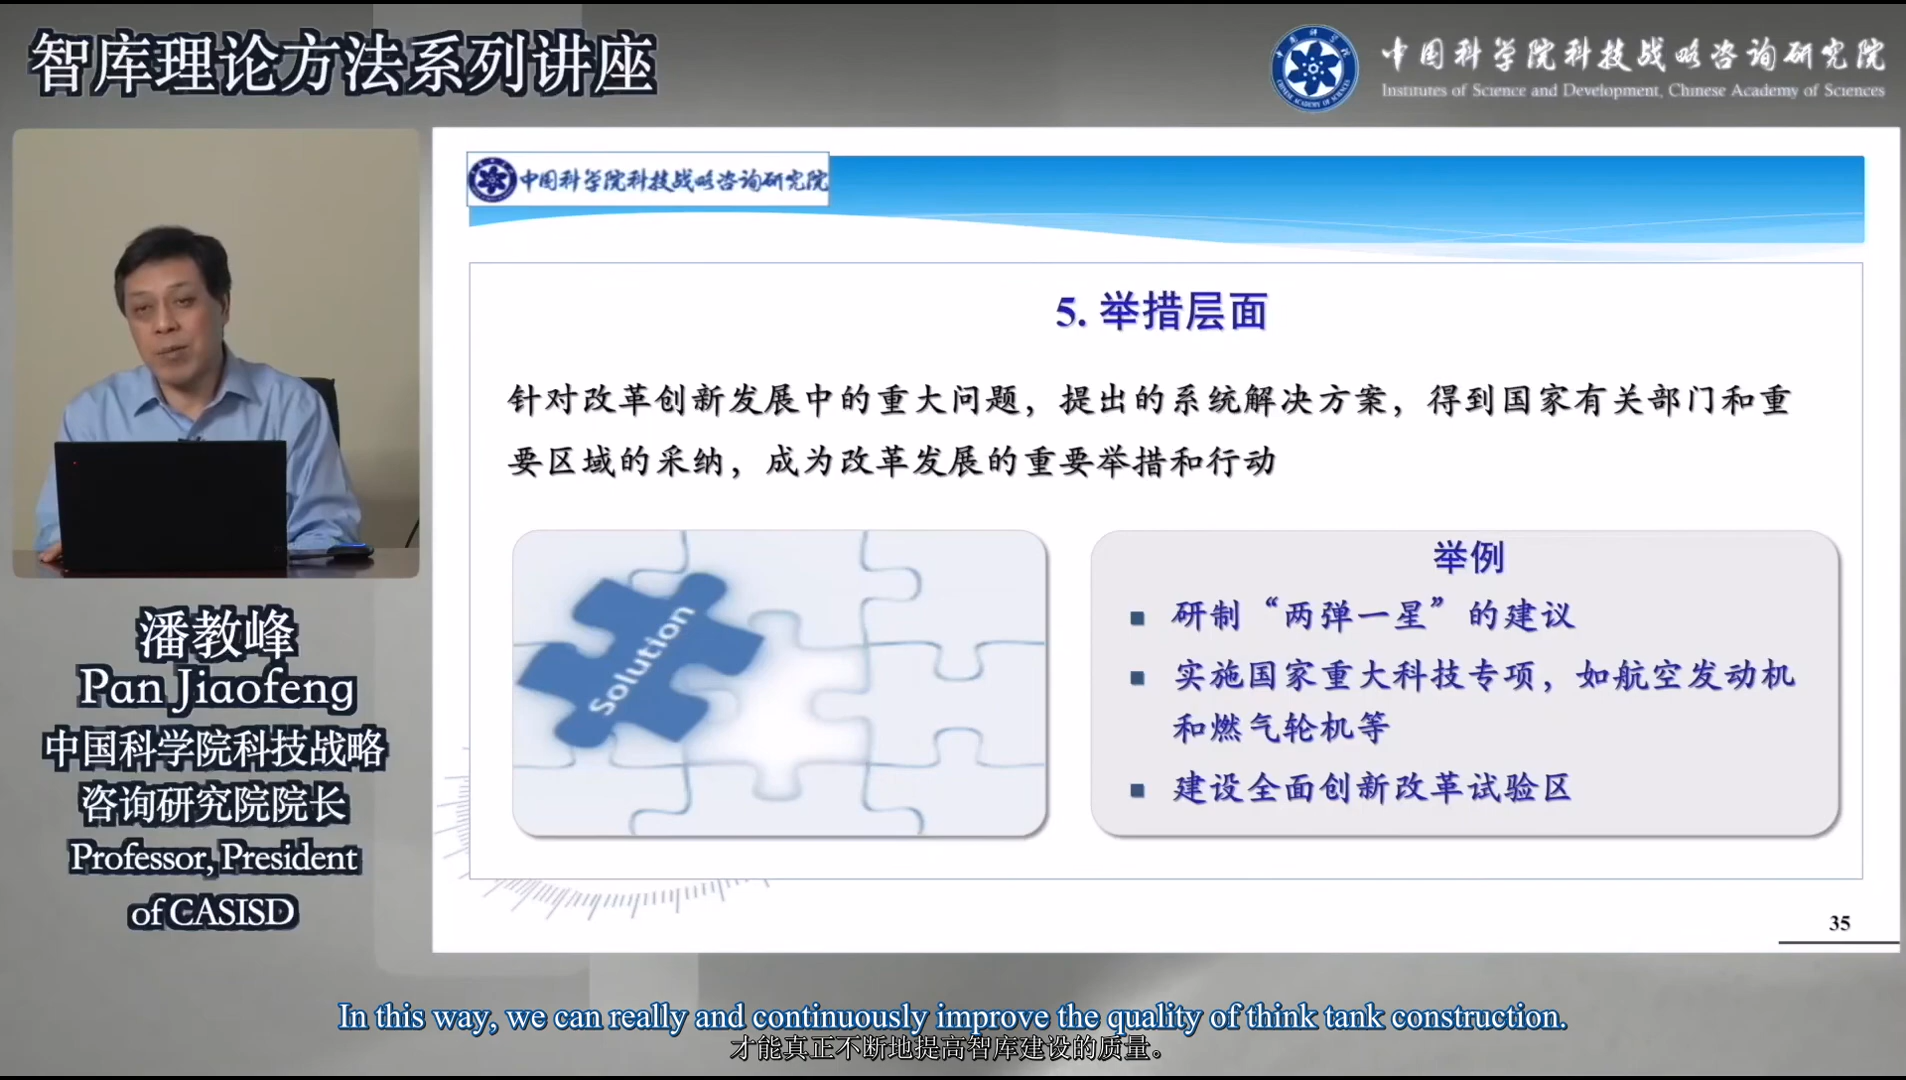 智库理论方法系列讲座
中国科学院科技战略咨询研究院
Institutes of Science and Development, Chinese Academy of Sciences
中国科学院科技战略咨询研究院
5. 举措层面
针对改革创新发展中的重大问题，提出的系统解决方案，得到国家有关部门和重
要区域的采纳，成为改革发展的重要举措和行动
Solution
举例
研制“两弹一星”的建议
实施国家重大科技专项，如航空发动机
和燃气轮机等
建设全面创新改革试验区
35
潘教峰
Pan Jiaofeng
中国科学院科技战略
咨询研究院院长
Professor, President
of CASISD
In this way, we can really and continuously improve the quality of think tank construction.
才能真正不断地提高智库建设的质量。